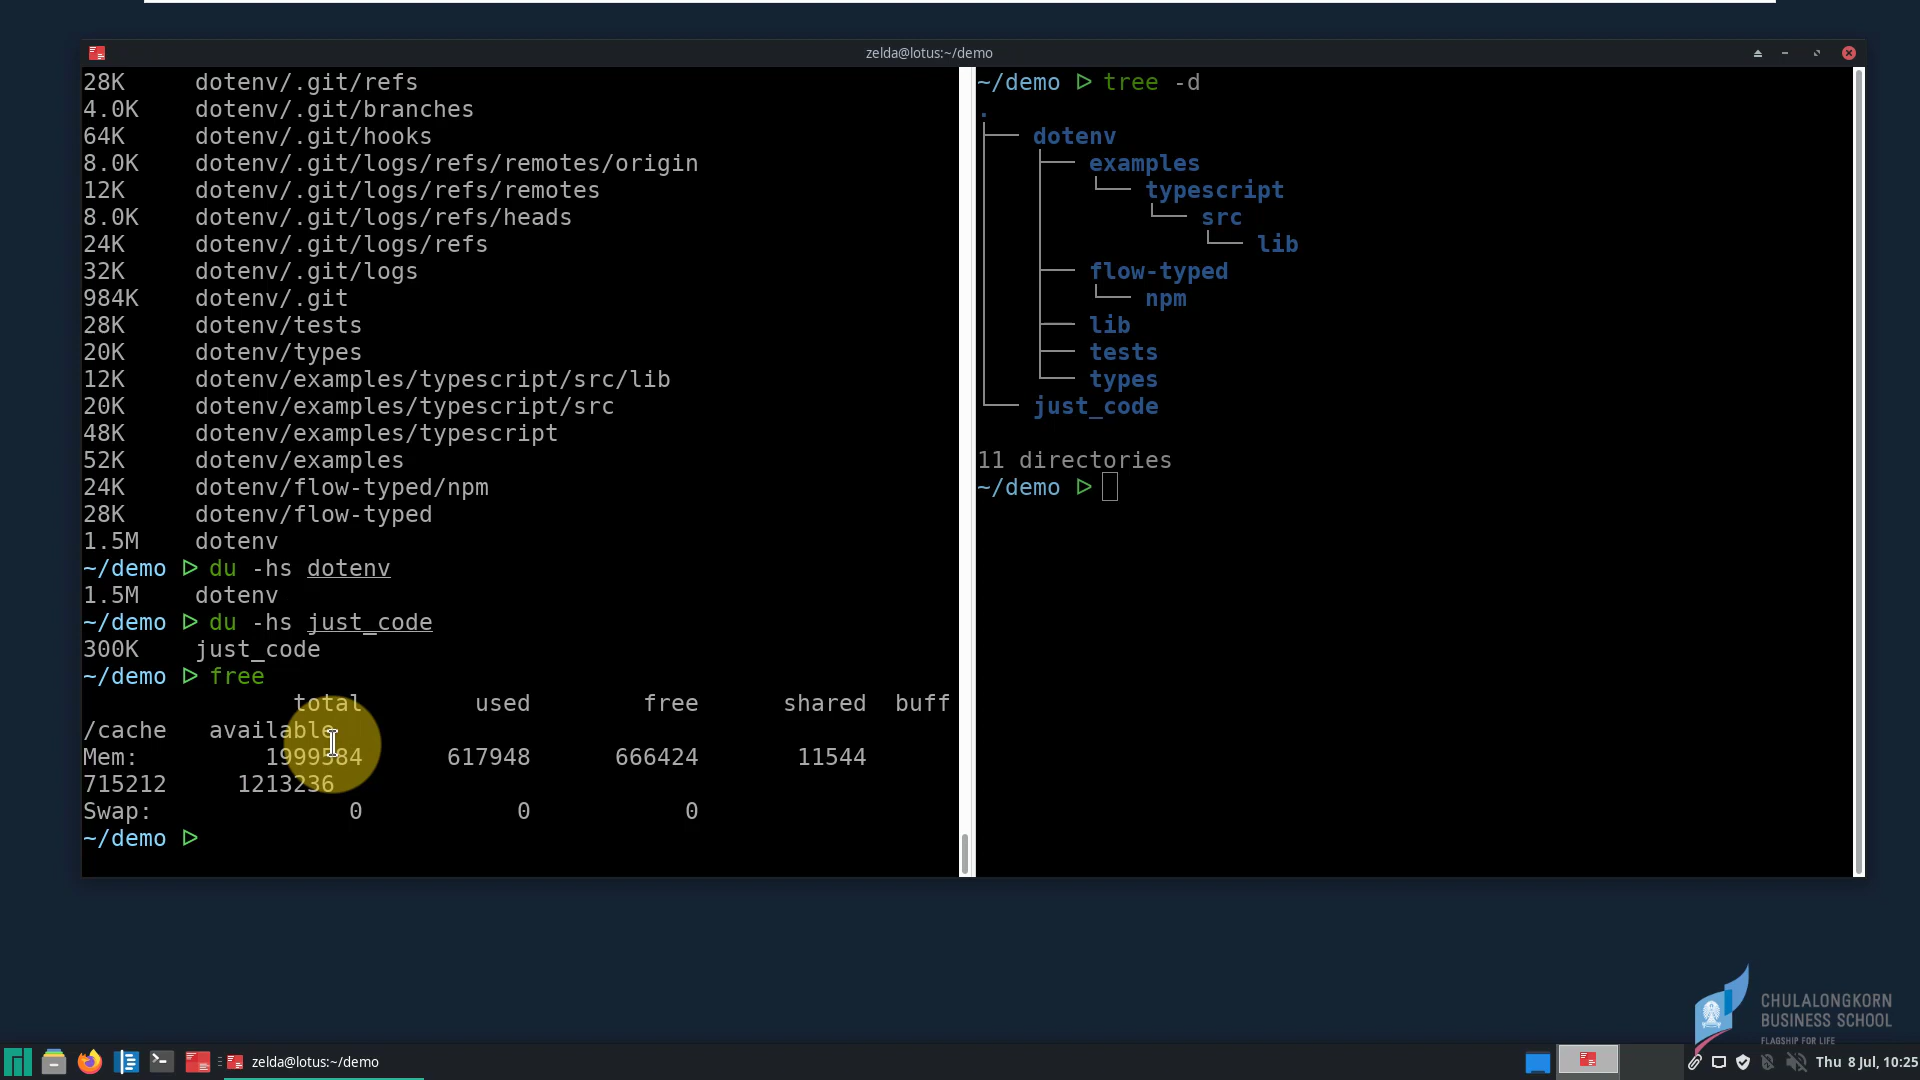 zelda@lotus:~/demo
28K dotenv/.git/refs
4.0K dotenv/.git/branches
64K dotenv/.git/hooks
8.0K dotenv/.git/logs/refs/remotes/origin
12K dotenv/.git/logs/refs/remotes
8.0K dotenv/.git/logs/refs/heads
24K dotenv/.git/logs/refs
32K dotenv/.git/logs
984K dotenv/.git
28K dotenv/tests
20K dotenv/types
12K dotenv/examples/typescript/src/lib
20K dotenv/examples/typescript/src
48K dotenv/examples/typescript
52K dotenv/examples
24K dotenv/flow-typed/npm
28K dotenv/flow-typed
1.5M dotenv
~/demo ▷ du -hs dotenv
1.5M dotenv
~/demo ▷ du -hs just_code
300K just_code
~/demo ▷ free
total used free shared buff
/cache available
Mem: 1999584 617948 666424 11544
715212 1213236
Swap: 0 0 0
~/demo ▷
~/demo ▷ tree -d
.
├── dotenv
│   ├── examples
│   │   └── typescript
│   │       └── src
│   │           └── lib
│   ├── flow-typed
│   │   └── npm
│   ├── lib
│   ├── tests
│   └── types
└── just_code
11 directories
~/demo ▷
CHULALONGKORN
BUSINESS SCHOOL
FLAGSHIP FOR LIFE
zelda@lotus:~/demo
Thu 8 Jul, 10:25